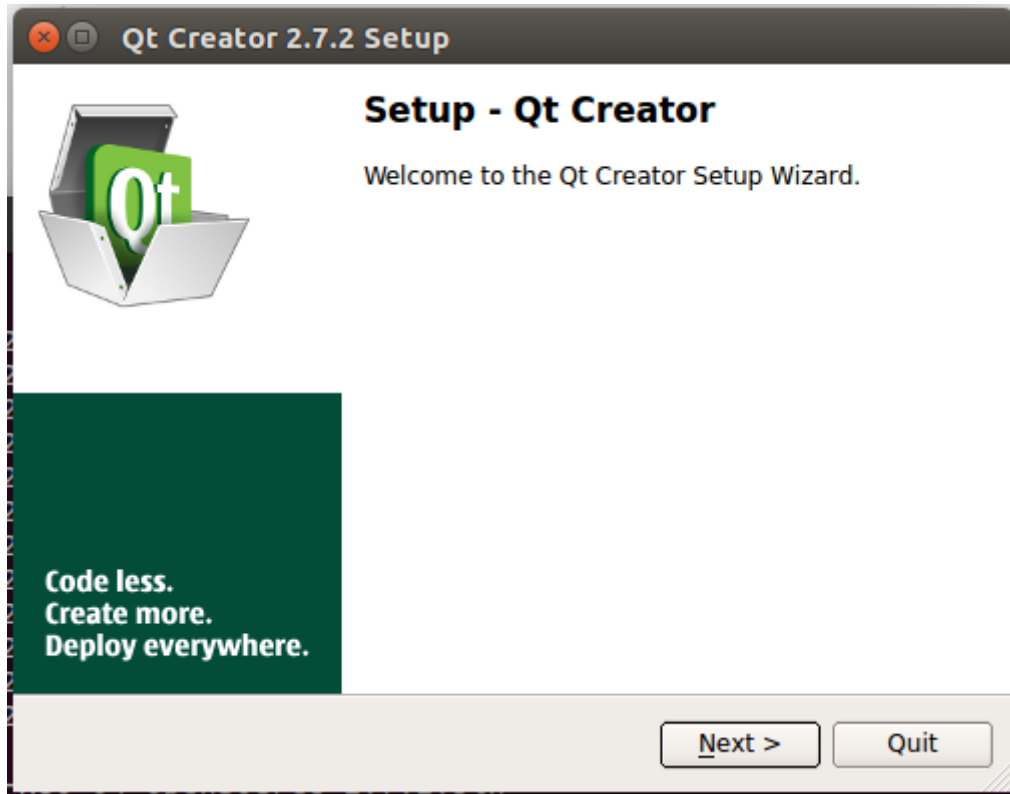 Qt Creator 2.7.2 Setup
Setup - Qt Creator
Welcome to the Qt Creator Setup Wizard.
Qt
Code less.
Create more.
Deploy everywhere.
Next >
Quit